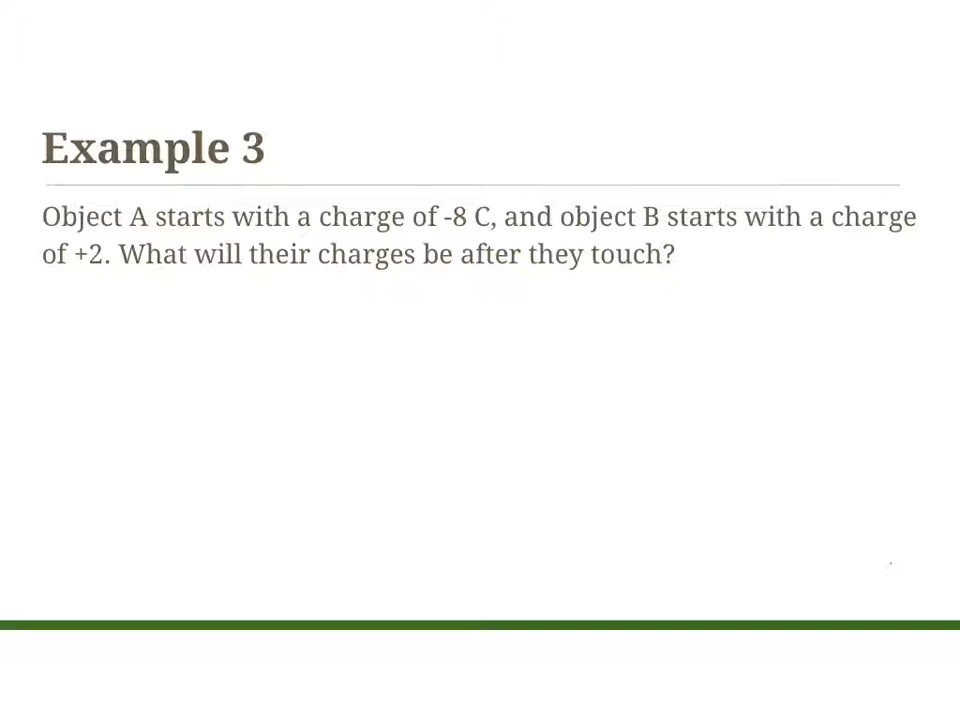 Example 3
Object A starts with a charge of -8 C, and object B starts with a charge
of +2. What will their charges be after they touch?